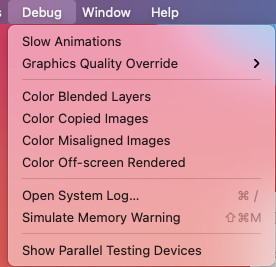 Debug Window Help
Slow Animations
Graphics Quality Override
Color Blended Layers
Color Copied Images
Color Misaligned Images
Color Off-screen Rendered
Open System Log... ⌘ /
Simulate Memory Warning ⇧⌘M
Show Parallel Testing Devices